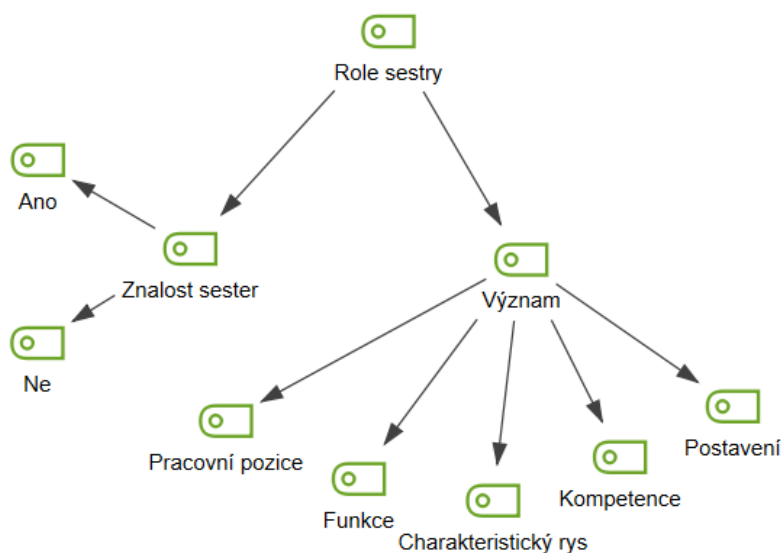 Role sestry
Ano
Znalost sester
Význam
Ne
Pracovní pozice
Postavení
Kompetence
Funkce
Charakteristický rys